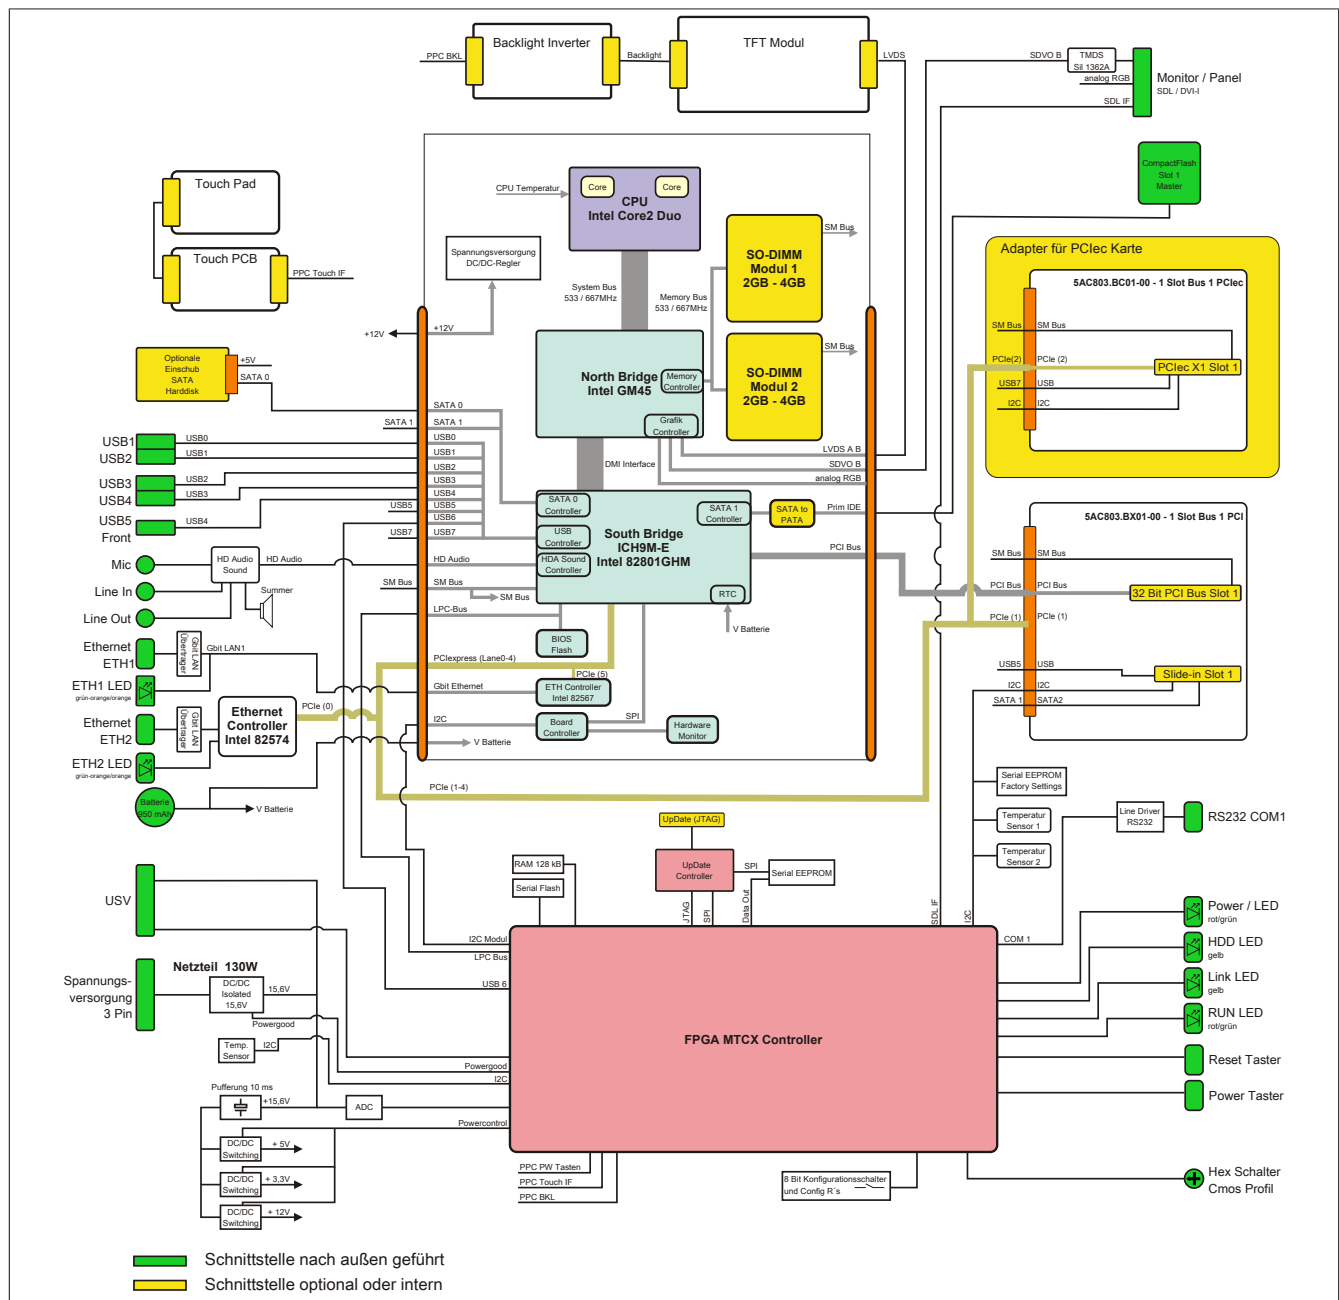 PPC BKL
Backlight Inverter
Backlight
TFT Modul
LVDS
SDVO B
TMDS
Sil 1362A
analog RGB
SDL IF
Monitor / Panel
SDL / DVI-I
CompactFlash
Slot 1
Master
Touch Pad
Touch PCB
PPC Touch IF
CPU Temperatur
Core
Core
CPU
Intel Core2 Duo
Spannungsversorgung
DC/DC-Regler
System Bus
533 / 667MHz
Memory Bus
533 / 667MHz
SO-DIMM
Modul 1
2GB - 4GB
SM Bus
SO-DIMM
Modul 2
2GB - 4GB
SM Bus
+12V
+12V
North Bridge
Intel GM45
Memory
Controller
Grafik
Controller
DMI Interface
LVDS A B
SDVO B
analog RGB
Adapter für PCIec Karte
5AC803.BC01-00 - 1 Slot Bus 1 PCIec
SM Bus
SM Bus
PCIe(2)
PCIe (2)
PCIec X1 Slot 1
USB7
USB
I2C
I2C
Optionale
Einschub
SATA
Harddisk
+5V
SATA 0
SATA 0
SATA 1
SATA 1
USB1
USB2
USB0
USB1
USB3
USB4
USB2
USB3
USB5
Front
USB4
USB0
USB1
USB2
USB3
USB4
USB5
USB5
USB6
USB7
USB7
SATA 0
Controller
USB
Controller
HDA Sound
Controller
South Bridge
ICH9M-E
Intel 82801GHM
SATA 1
Controller
RTC
V Batterie
SATA to
PATA
Prim IDE
PCI Bus
5AC803.BX01-00 - 1 Slot Bus 1 PCI
SM Bus
SM Bus
PCI Bus
PCI Bus
32 Bit PCI Bus Slot 1
PCIe (1)
PCIe (1)
USB5
USB
Slide-in Slot 1
I2C
I2C
SATA 1
SATA2
Mic
Line In
Line Out
HD Audio
Sound
HD Audio
HD Audio
Summer
SM Bus
SM Bus
SM Bus
LPC-Bus
BIOS
Flash
Ethernet
ETH1
Gbit LAN
Übertrager
Gbit LAN1
ETH1 LED
grün-orange/orange
Ethernet
ETH2
Gbit LAN
Übertrager
ETH2 LED
grün-orange/orange
Ethernet
Controller
Intel 82574
PCIe (0)
PCIexpress (Lane0-4)
PCIe (5)
Gbit Ethernet
ETH Controller
Intel 82567
I2C
SPI
Board
Controller
Hardware
Monitor
V Batterie
Batterie
950 mAh
V Batterie
PCIe (1-4)
Serial EEPROM
Factory Settings
Temperatur
Sensor 1
Temperatur
Sensor 2
Line Driver
RS232
RS232 COM1
UpDate (JTAG)
UpDate
Controller
SPI
Serial EEPROM
JTAG
SPI
Data Out
RAM 128 kB
Serial Flash
SDL IF
I2C
USV
I2C Modul
LPC Bus
USB 6
COM 1
FPGA MTCX Controller
Power / LED
rot/grün
HDD LED
gelb
Link LED
gelb
RUN LED
rot/grün
Reset Taster
Power Taster
Hex Schalter
Cmos Profil
Spannungs-
versorgung
3 Pin
Netzteil 130W
DC/DC
Isolated
15,6V
15,6V
Powergood
Temp.
Sensor
I2C
Powergood
I2C
Pufferung 10 ms
+15,6V
ADC
Powercontrol
DC/DC
Switching
+ 5V
DC/DC
Switching
+ 3,3V
DC/DC
Switching
+ 12V
PPC PW Tasten
PPC Touch IF
PPC BKL
8 Bit Konfigurationsschalter
und Config R´s
Schnittstelle nach außen geführt
Schnittstelle optional oder intern